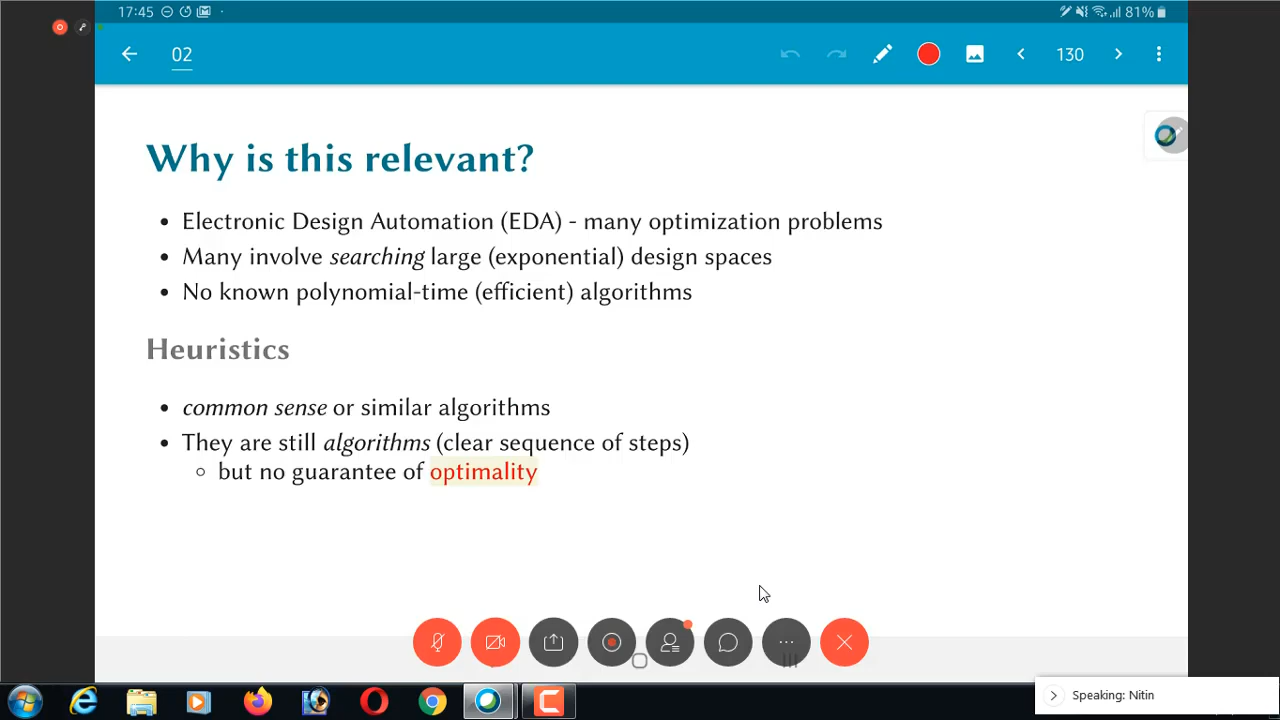 17:45
81%
02
130
Why is this relevant?
• Electronic Design Automation (EDA) - many optimization problems
• Many involve searching large (exponential) design spaces
• No known polynomial-time (efficient) algorithms
Heuristics
• common sense or similar algorithms
• They are still algorithms (clear sequence of steps)
◦ but no guarantee of optimality
Speaking: Nitin